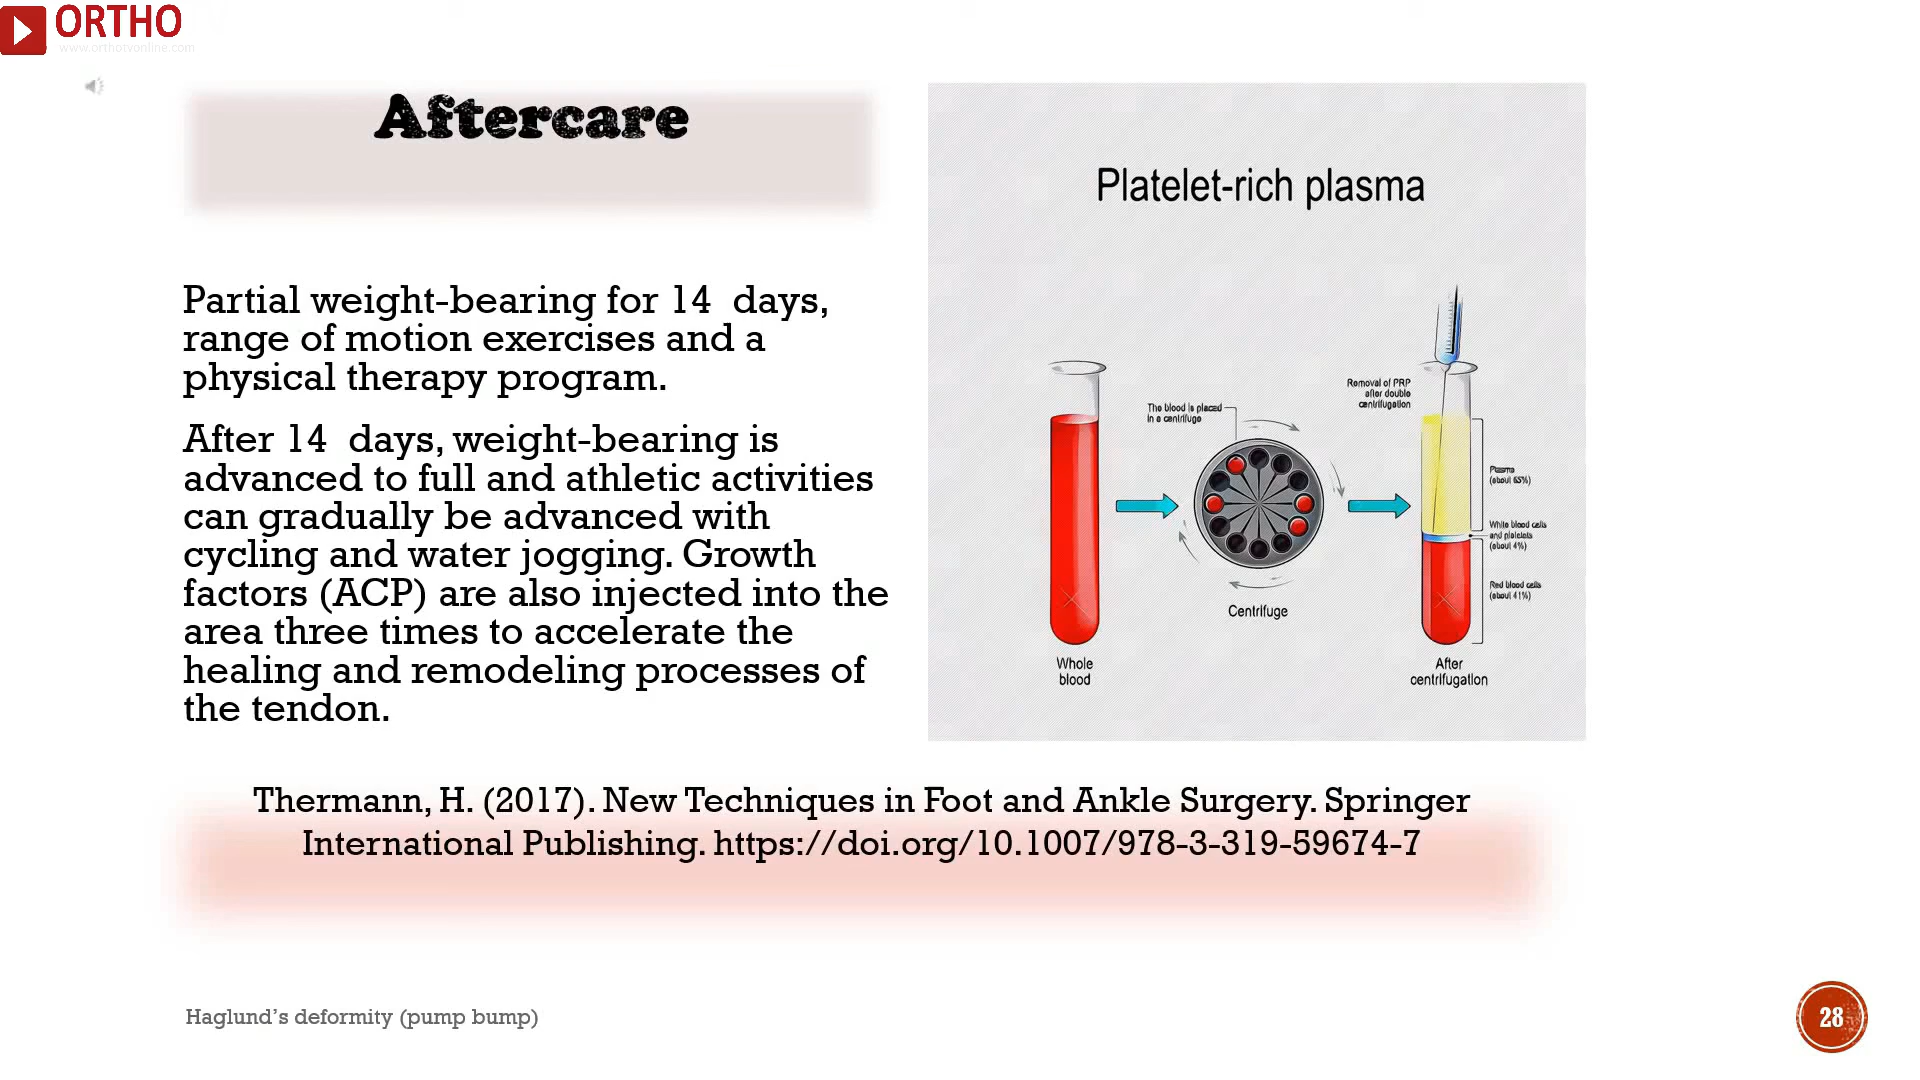 ORTHO
www.orthotvonline.com
Aftercare
Partial weight-bearing for 14  days,
range of motion exercises and a
physical therapy program.
After 14  days, weight-bearing is
advanced to full and athletic activities
can gradually be advanced with
cycling and water jogging. Growth
factors (ACP) are also injected into the
area three times to accelerate the
healing and remodeling processes of
the tendon.
Platelet-rich plasma
The blood is placed
in a centrifuge
Removal of PRP
after double
centrifugation
Plasma
(about 55%)
White blood cells
and platelets
(about 4%)
Red blood cells
(about 41%)
Centrifuge
Whole
blood
After
centrifugation
Thermann, H. (2017). New Techniques in Foot and Ankle Surgery. Springer
International Publishing. https://doi.org/10.1007/978-3-319-59674-7
Haglund’s deformity (pump bump)
28